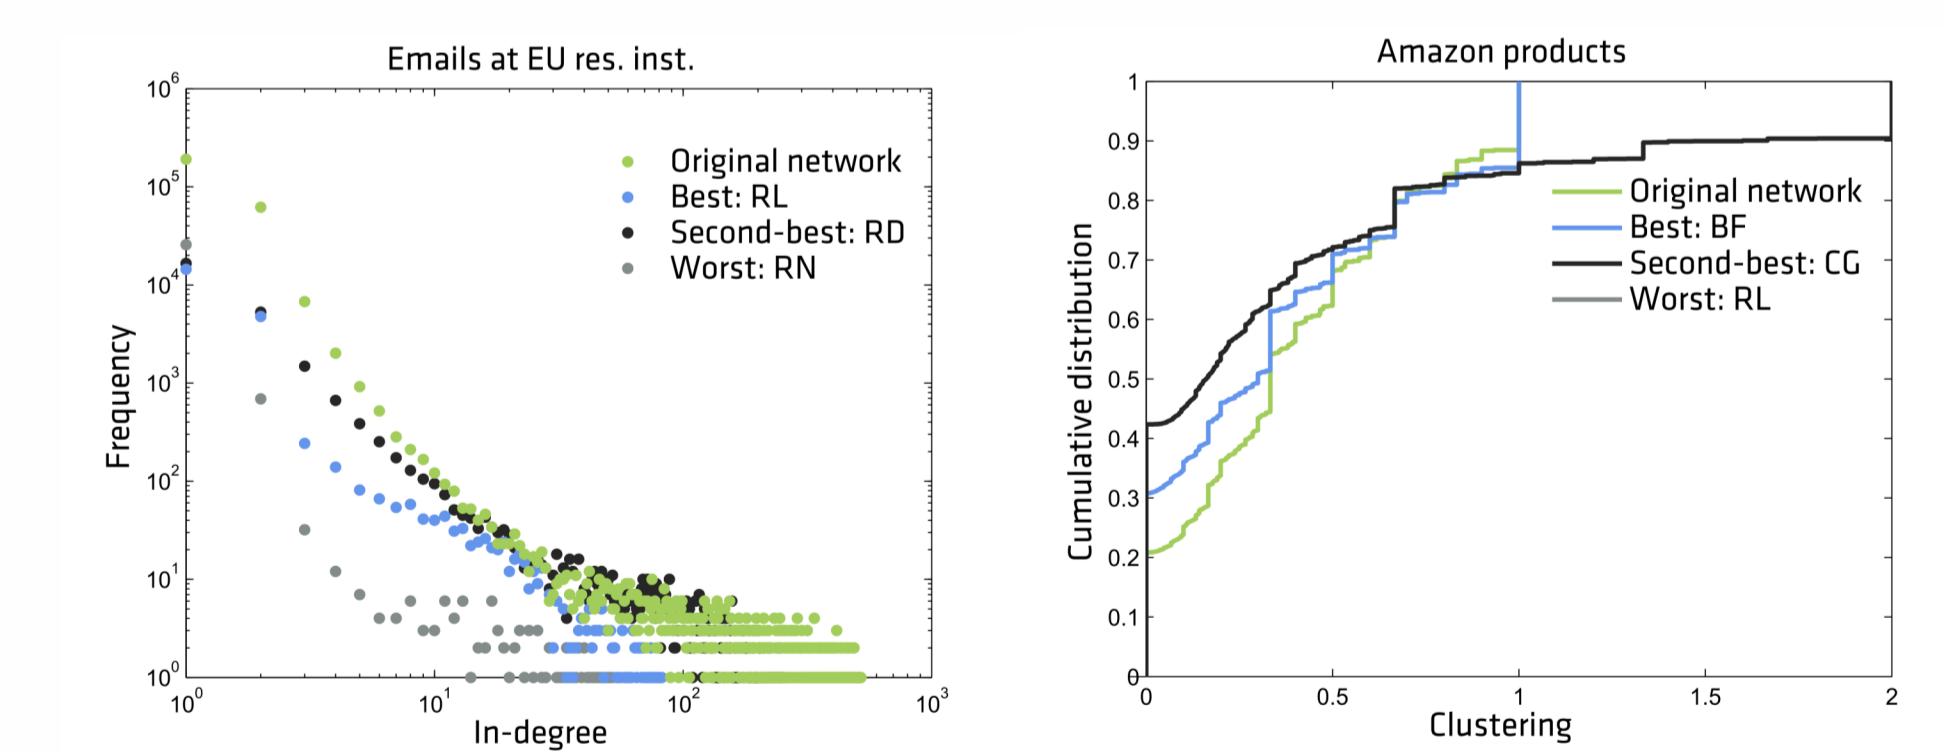 Emails at EU res. inst.
10^6
10^5
10^4
10^3
10^2
10^1
10^0
Frequency
Original network
Best: RL
Second-best: RD
Worst: RN
10^0 10^1 10^2 10^3
In-degree
Amazon products
1
0.9
0.8
0.7
0.6
0.5
0.4
0.3
0.2
0.1
0
Cumulative distribution
Original network
Best: BF
Second-best: CG
Worst: RL
0 0.5 1 1.5 2
Clustering